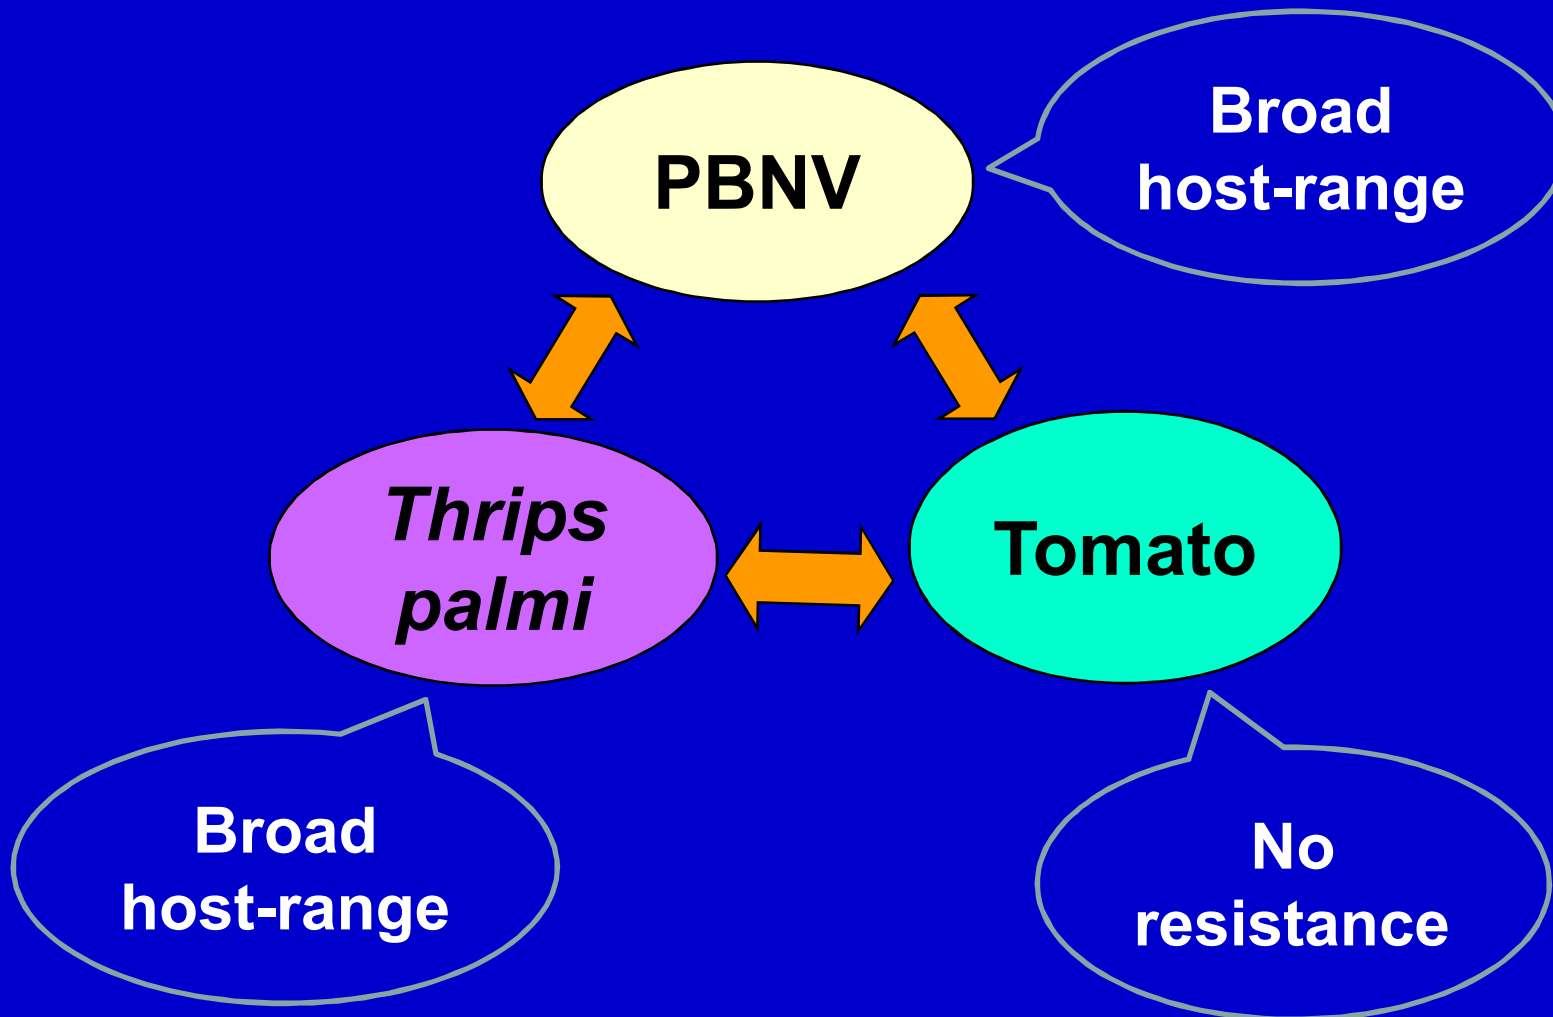 PBNV
Broad
host-range
Thrips
palmi
Tomato
Broad
host-range
No
resistance